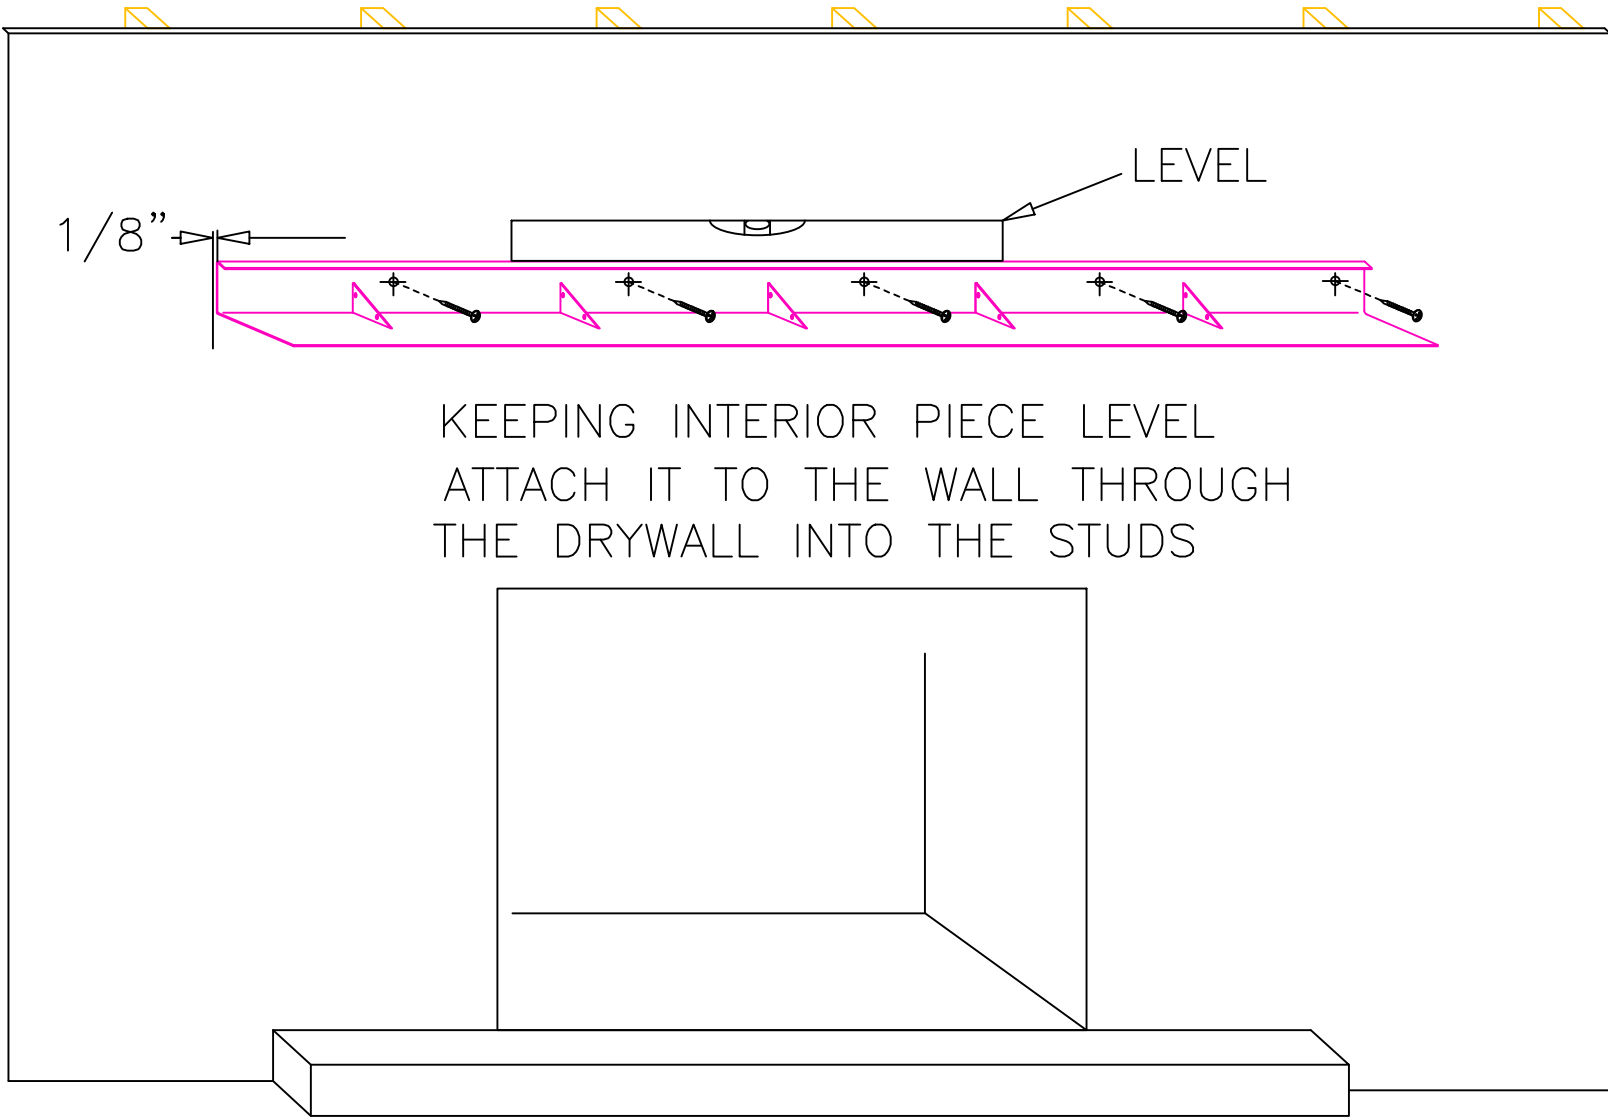 LEVEL
1/8”
KEEPING INTERIOR PIECE LEVEL
ATTACH IT TO THE WALL THROUGH
THE DRYWALL INTO THE STUDS